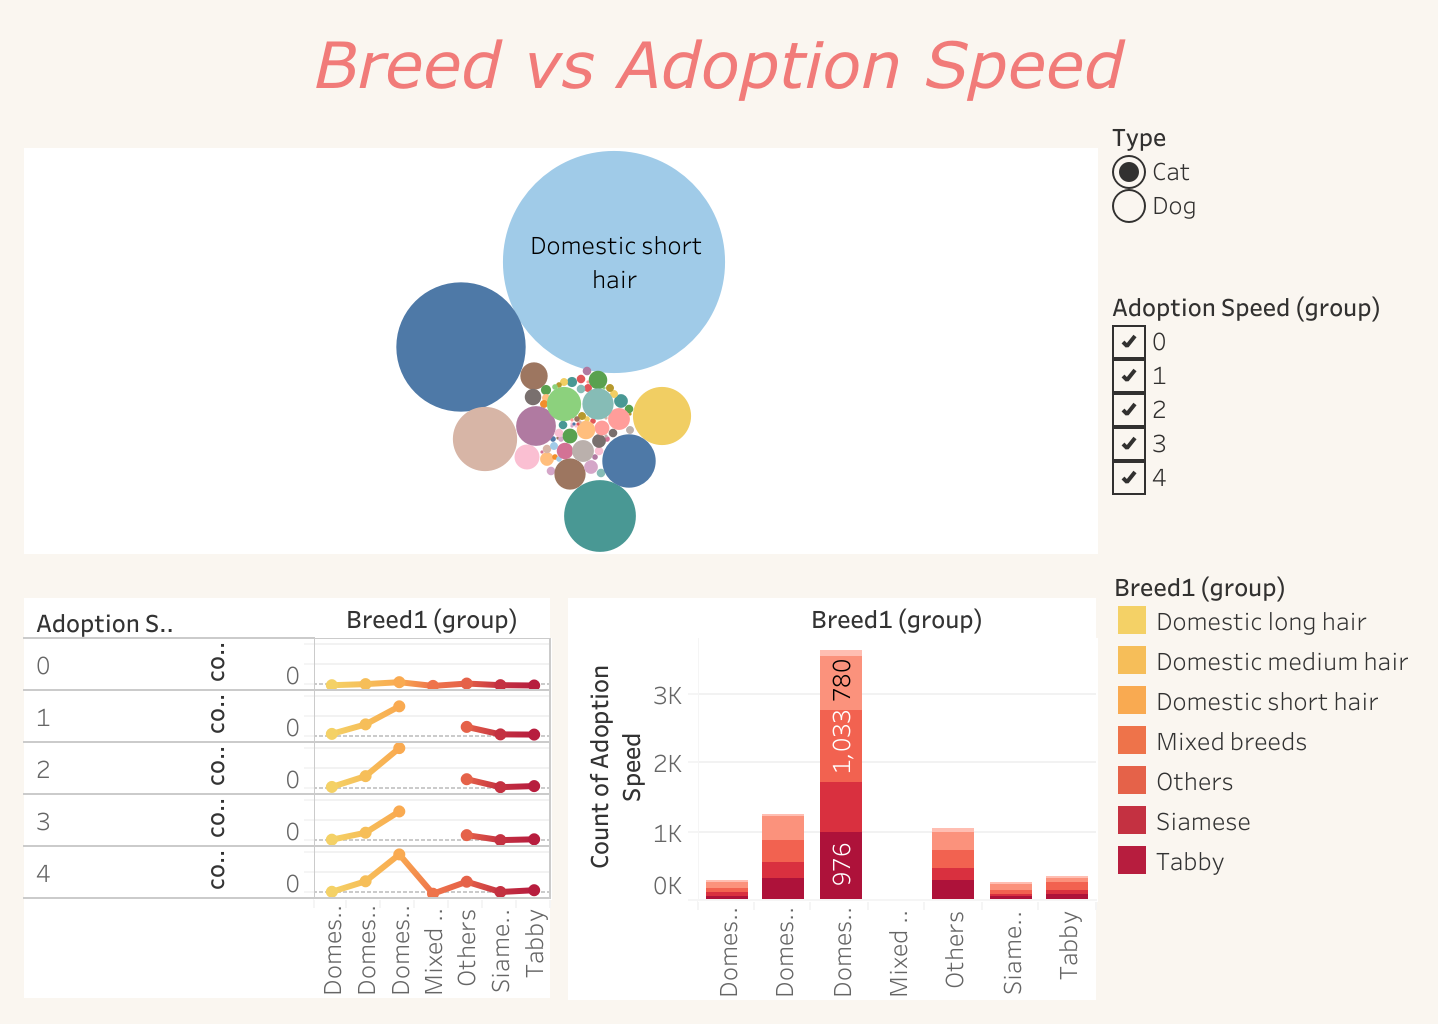 Breed vs Adoption Speed
Type
Cat
Dog
Domestic short
hair
Adoption Speed (group)
0
1
2
3
4
Adoption S..
Breed1 (group)
0
co..
0
1
co..
0
2
co..
0
3
co..
0
4
co..
0
Domes..
Domes..
Domes..
Mixed ..
Others
Siame..
Tabby
Breed1 (group)
Count of Adoption
Speed
3K
2K
1K
0K
780
1,033
976
Domes..
Domes..
Domes..
Mixed ..
Others
Siame..
Tabby
Breed1 (group)
Domestic long hair
Domestic medium hair
Domestic short hair
Mixed breeds
Others
Siamese
Tabby